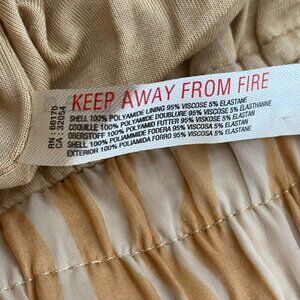 KEEP AWAY FROM FIRE
SHELL 100% POLYAMIDE LINING 95% VISCOSE 5% ELASTANE
COQUILLE 100% POLYAMIDE DOUBLURE 95% VISCOSE 5% ELASTHANNE
OBERSTOFF 100% POLYAMID FUTTER 95% VISKOSE 5% ELASTAN
SHELL 100% POLIAMMIDE FODERA 95% VISCOSA 5% ELASTAN
EXTERIOR 100% POLIAMIDA FORRO 95% VISCOSA 5% ELASTAN
RN : 66170
CA : 32054